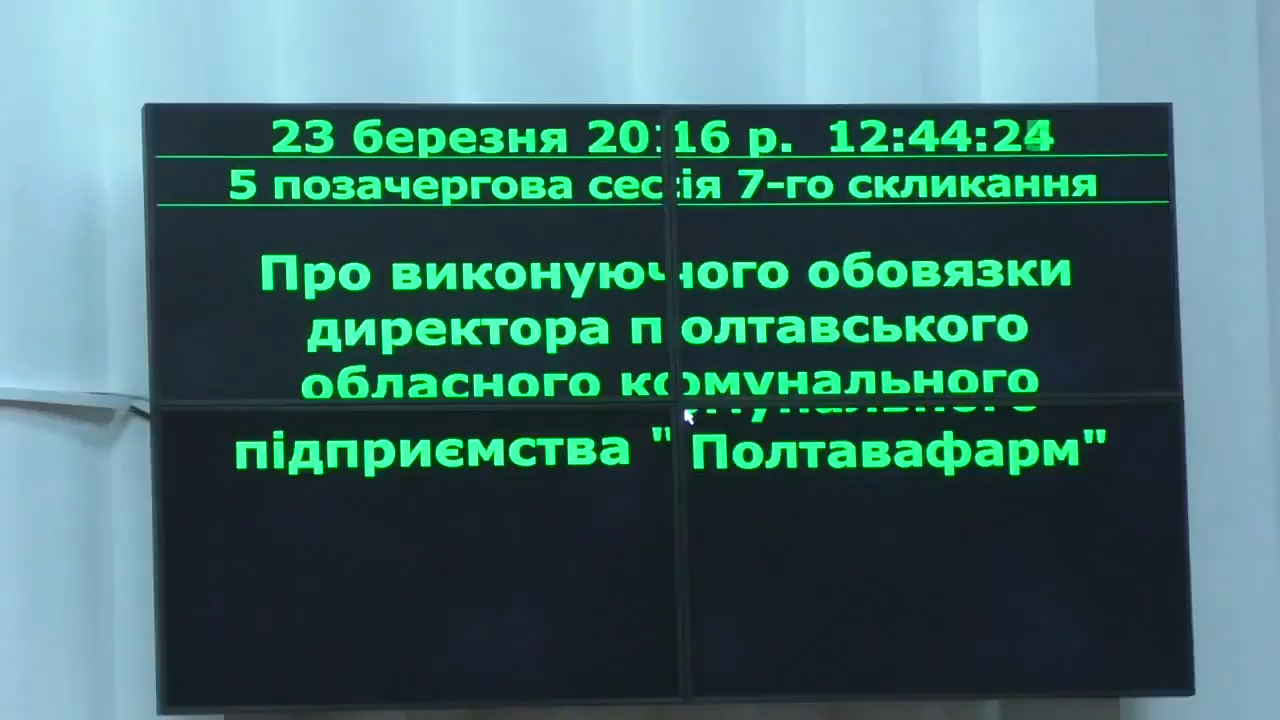 23 березня 2016 р. 12:44:24
5 позачергова сесія 7-го скликання
Про виконуючого обовязки
директора полтавського
обласного комунального
підприємства " Полтавафарм"